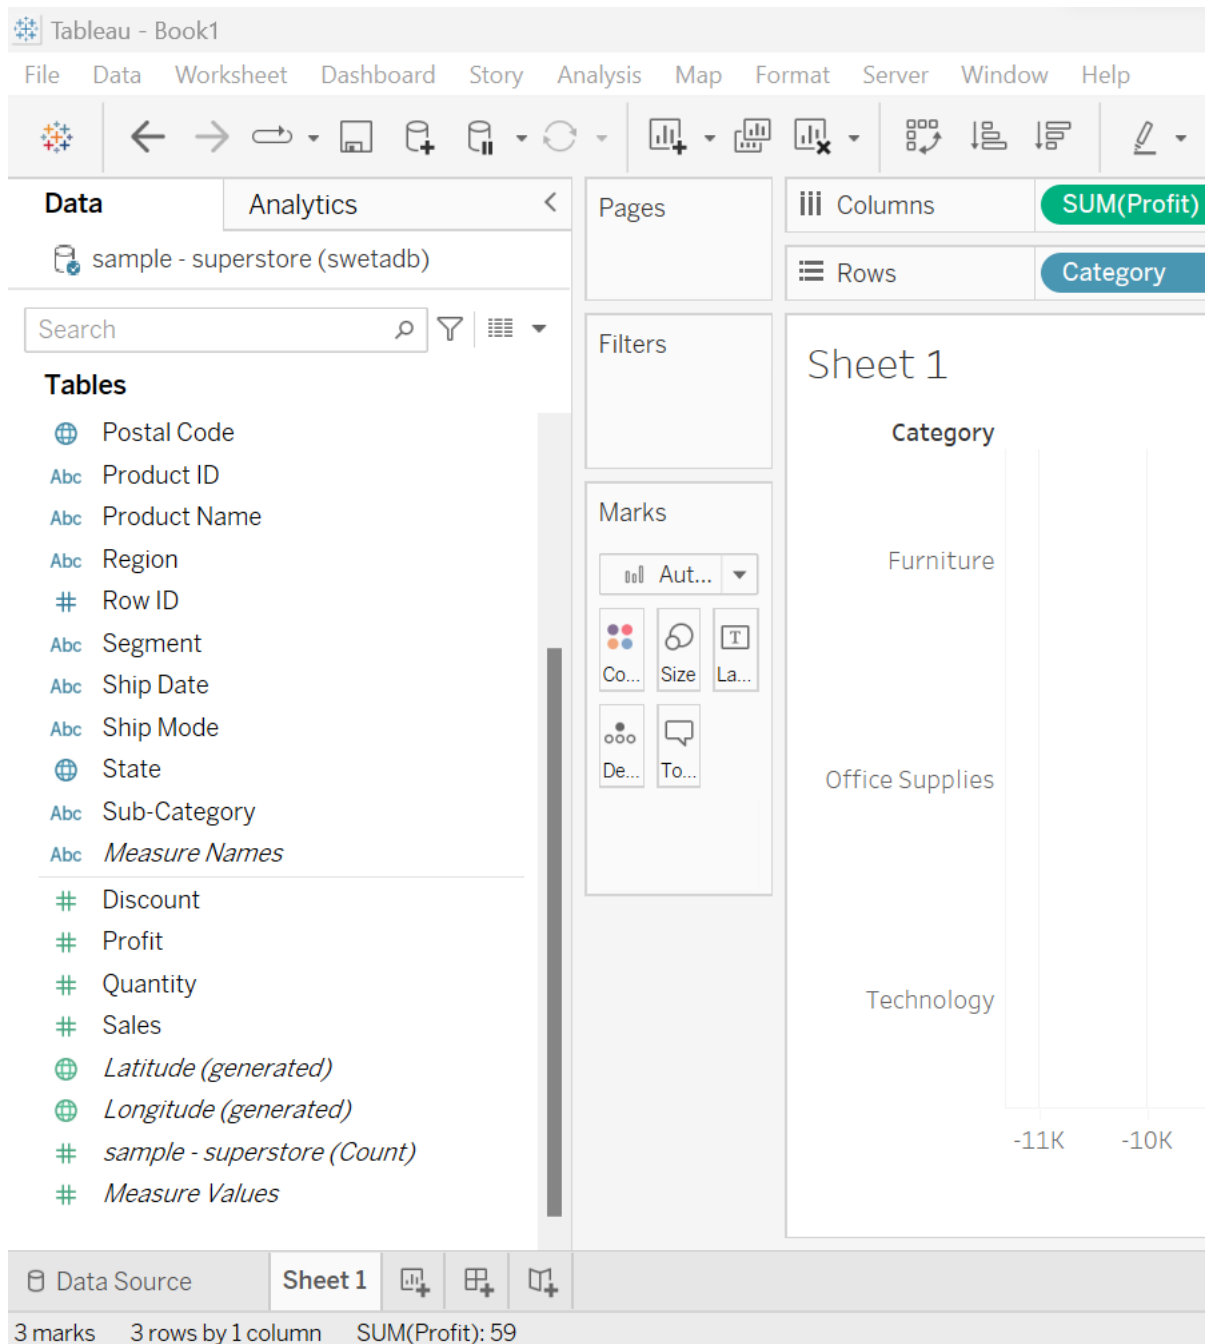 Tableau - Book1
File Data Worksheet Dashboard Story Analysis Map Format Server Window Help
Data Analytics
sample - superstore (swetadb)
Search
Tables
Postal Code
Abc Product ID
Abc Product Name
Abc Region
# Row ID
Abc Segment
Abc Ship Date
Abc Ship Mode
State
Abc Sub-Category
Abc Measure Names
# Discount
# Profit
# Quantity
# Sales
Latitude (generated)
Longitude (generated)
# sample - superstore (Count)
# Measure Values
Pages
Filters
Marks
Aut...
Co... Size La...
De... To...
Columns SUM(Profit)
Rows Category
Sheet 1
Category
Furniture
Office Supplies
Technology
-11K -10K
Data Source Sheet 1
3 marks 3 rows by 1 column SUM(Profit): 59